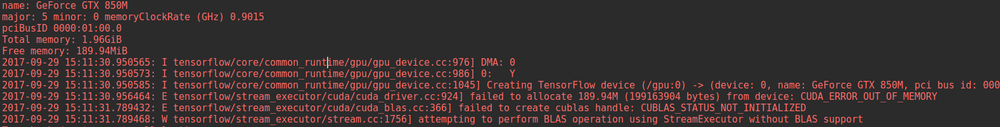 name: GeForce GTX 850M
major: 5 minor: 0 memoryClockRate (GHz) 0.9015
pciBusID 0000:01:00.0
Total memory: 1.96GiB
Free memory: 189.94MiB
2017-09-29 15:11:30.950565: I tensorflow/core/common_runtime/gpu/gpu_device.cc:976] DMA: 0
2017-09-29 15:11:30.950573: I tensorflow/core/common_runtime/gpu/gpu_device.cc:986] 0:   Y
2017-09-29 15:11:30.950585: I tensorflow/core/common_runtime/gpu/gpu_device.cc:1045] Creating TensorFlow device (/gpu:0) -> (device: 0, name: GeForce GTX 850M, pci bus id: 000
2017-09-29 15:11:30.956464: E tensorflow/stream_executor/cuda/cuda_driver.cc:924] failed to allocate 189.94M (199163904 bytes) from device: CUDA_ERROR_OUT_OF_MEMORY
2017-09-29 15:11:31.789432: E tensorflow/stream_executor/cuda/cuda_blas.cc:366] failed to create cublas handle: CUBLAS_STATUS_NOT_INITIALIZED
2017-09-29 15:11:31.789468: W tensorflow/stream_executor/stream.cc:1756] attempting to perform BLAS operation using StreamExecutor without BLAS support